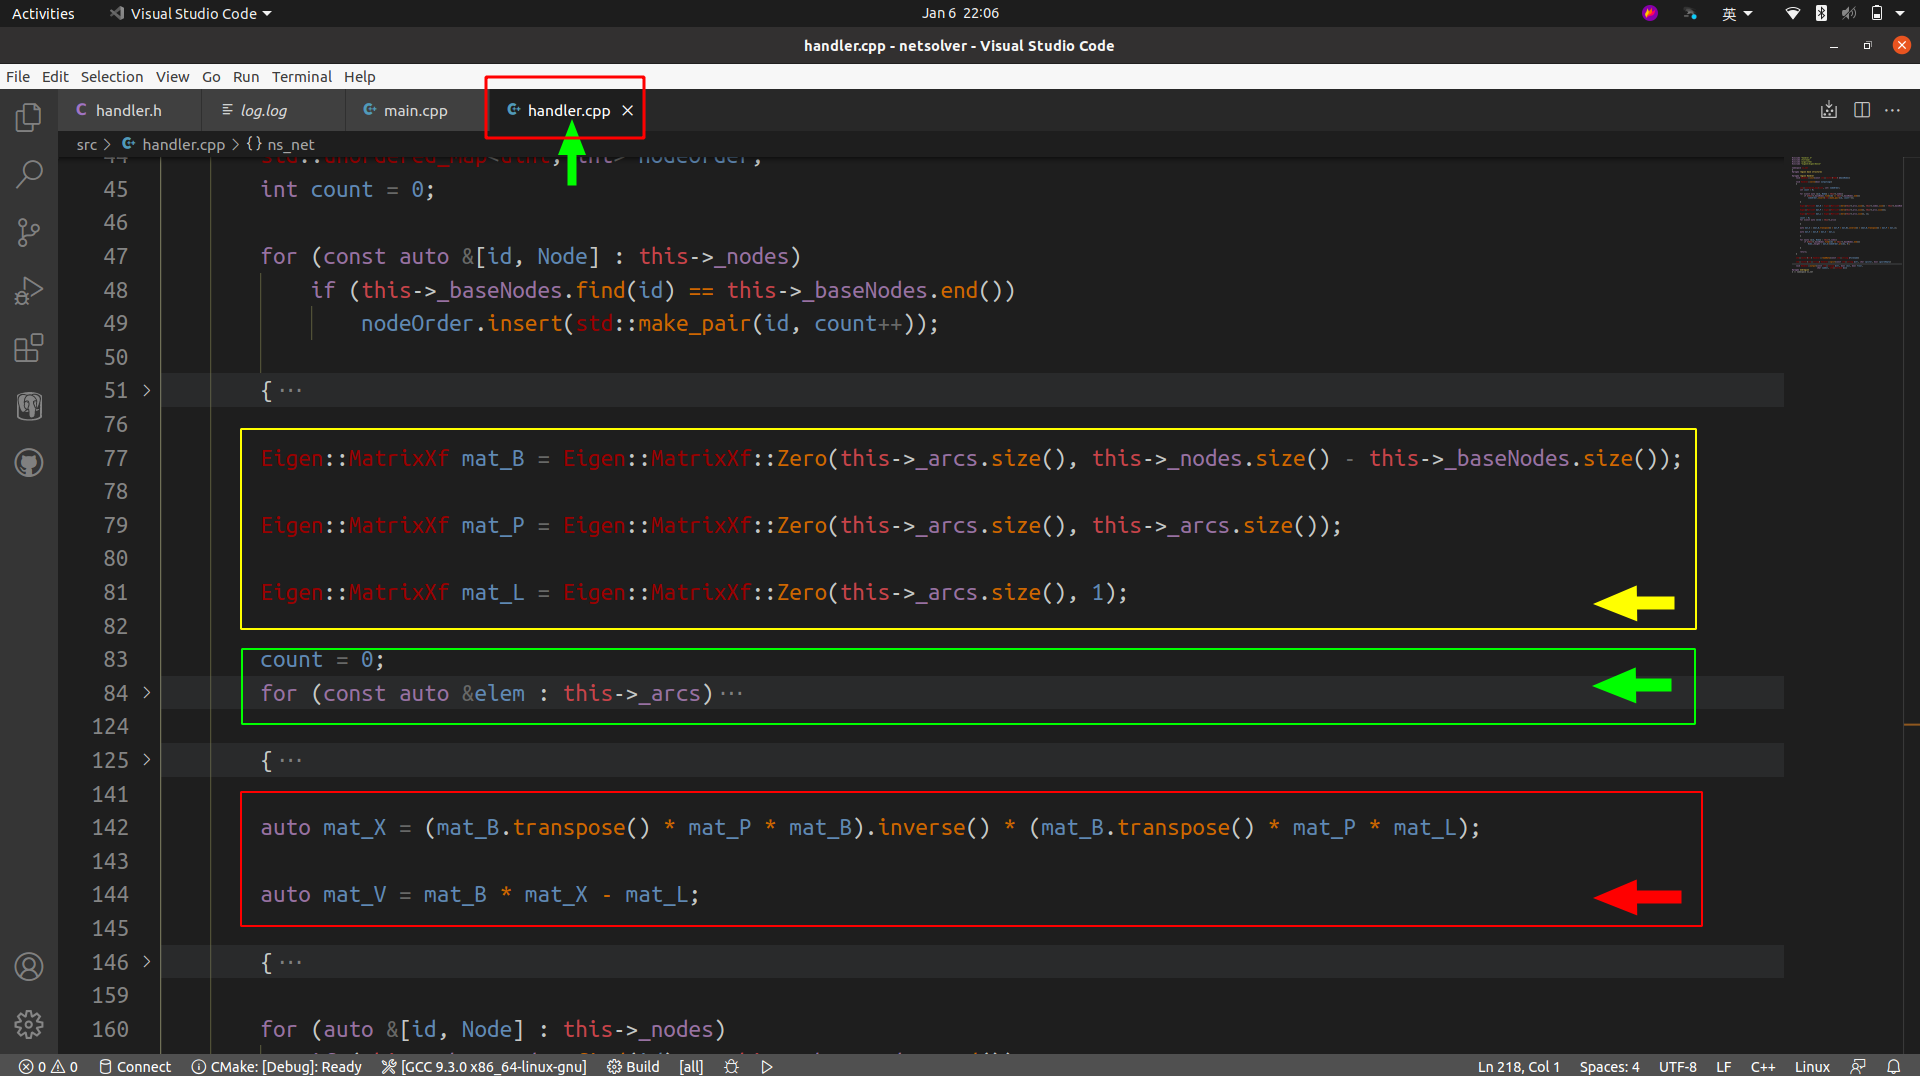 Activities Visual Studio Code Jan 6 22:06 英
handler.cpp - netsolver - Visual Studio Code
File Edit Selection View Go Run Terminal Help
handler.h log.log main.cpp handler.cpp
src > handler.cpp > {} ns_net
44 std::unordered_map<uint, int> nodeOrder;
45 int count = 0;
46
47 for (const auto &[id, Node] : this->_nodes)
48 if (this->_baseNodes.find(id) == this->_baseNodes.end())
49 nodeOrder.insert(std::make_pair(id, count++));
50
51 { ···
76
77 Eigen::MatrixXf mat_B = Eigen::MatrixXf::Zero(this->_arcs.size(), this->_nodes.size() - this->_baseNodes.size());
78
79 Eigen::MatrixXf mat_P = Eigen::MatrixXf::Zero(this->_arcs.size(), this->_arcs.size());
80
81 Eigen::MatrixXf mat_L = Eigen::MatrixXf::Zero(this->_arcs.size(), 1);
82
83 count = 0;
84 for (const auto &elem : this->_arcs)···
124
125 { ···
141
142 auto mat_X = (mat_B.transpose() * mat_P * mat_B).inverse() * (mat_B.transpose() * mat_P * mat_L);
143
144 auto mat_V = mat_B * mat_X - mat_L;
145
146 { ···
159
160 for (auto &[id, Node] : this->_nodes)
0 0 Connect CMake: [Debug]: Ready [GCC 9.3.0 x86_64-linux-gnu] Build [all] Ln 218, Col 1 Spaces: 4 UTF-8 LF C++ Linux